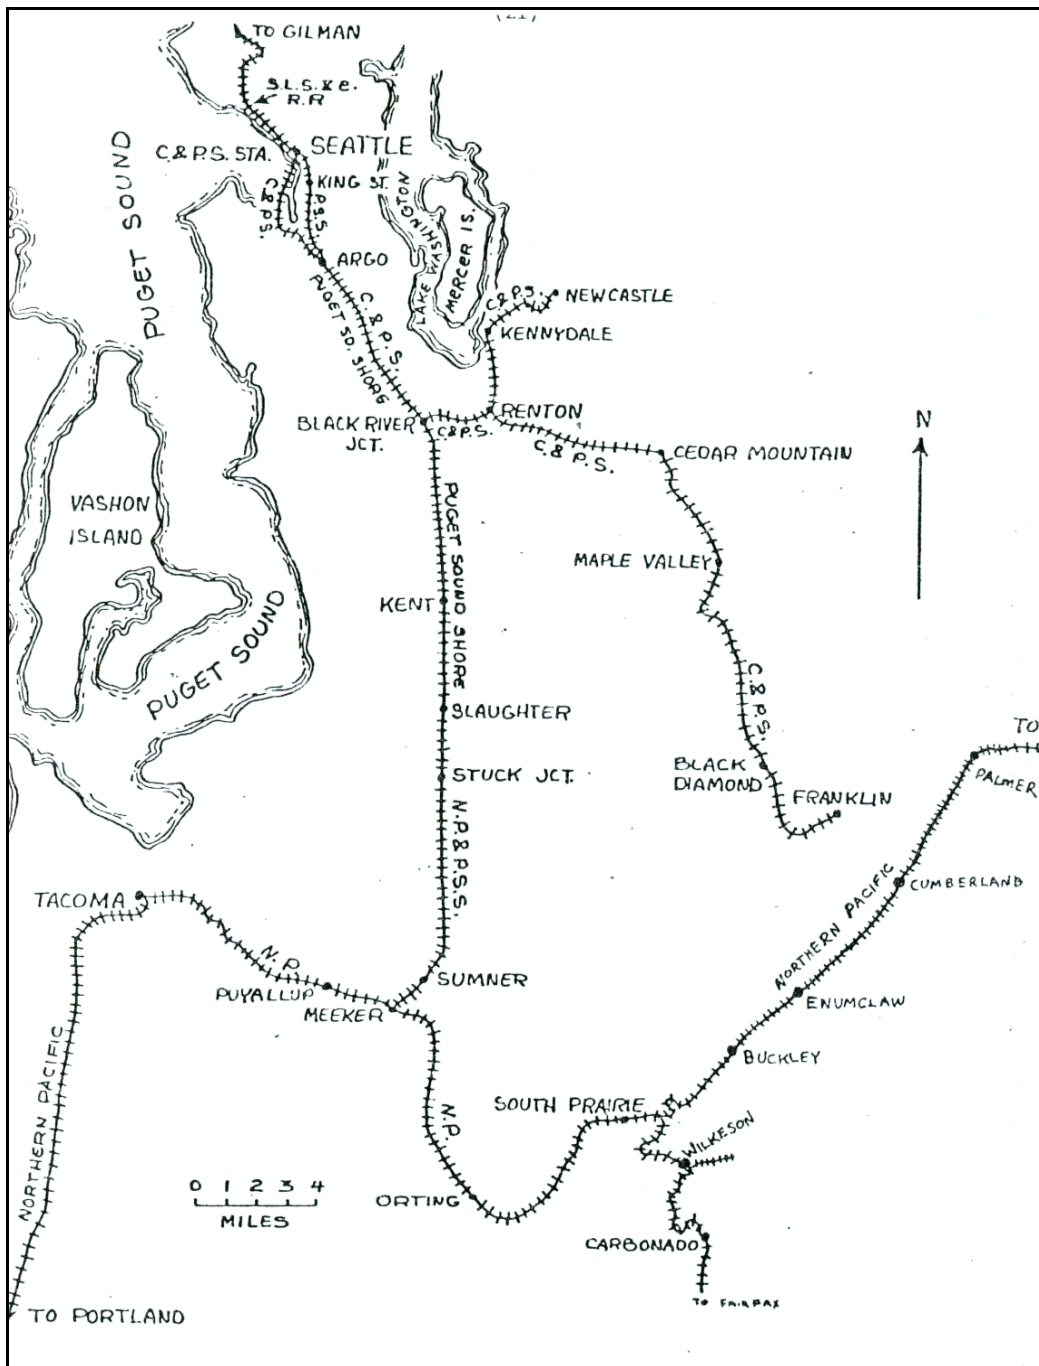 (21)
TO GILMAN
S.L.S. & E.
R.R
PUGET SOUND
C. & P.S. STA.
SEATTLE
KING ST.
C. & P.S.
P.S.S.
LAKE WASHINGTON
MERCER IS.
ARGO
C. & P.S.
PUGET SD. SHORE
C. & P.S.
NEWCASTLE
KENNYDALE
RENTON
BLACK RIVER
JCT.
C. & P.S.
C. & P.S.
CEDAR MOUNTAIN
N
VASHON
ISLAND
PUGET SOUND
PUGET SOUND SHORE
MAPLE VALLEY
KENT
C. & P.S.
SLAUGHTER
STUCK JCT.
BLACK
DIAMOND
FRANKLIN
TO
PALMER
N.P. & P.S.S.
TACOMA
CUMBERLAND
NORTHERN PACIFIC
N.P.
PUYALLUP
SUMNER
MEEKER
ENUMCLAW
BUCKLEY
NORTHERN PACIFIC
N.P.
SOUTH PRAIRIE
WILKESON
0 1 2 3 4
MILES
ORTING
CARBONADO
TO FAIRFAX
TO PORTLAND